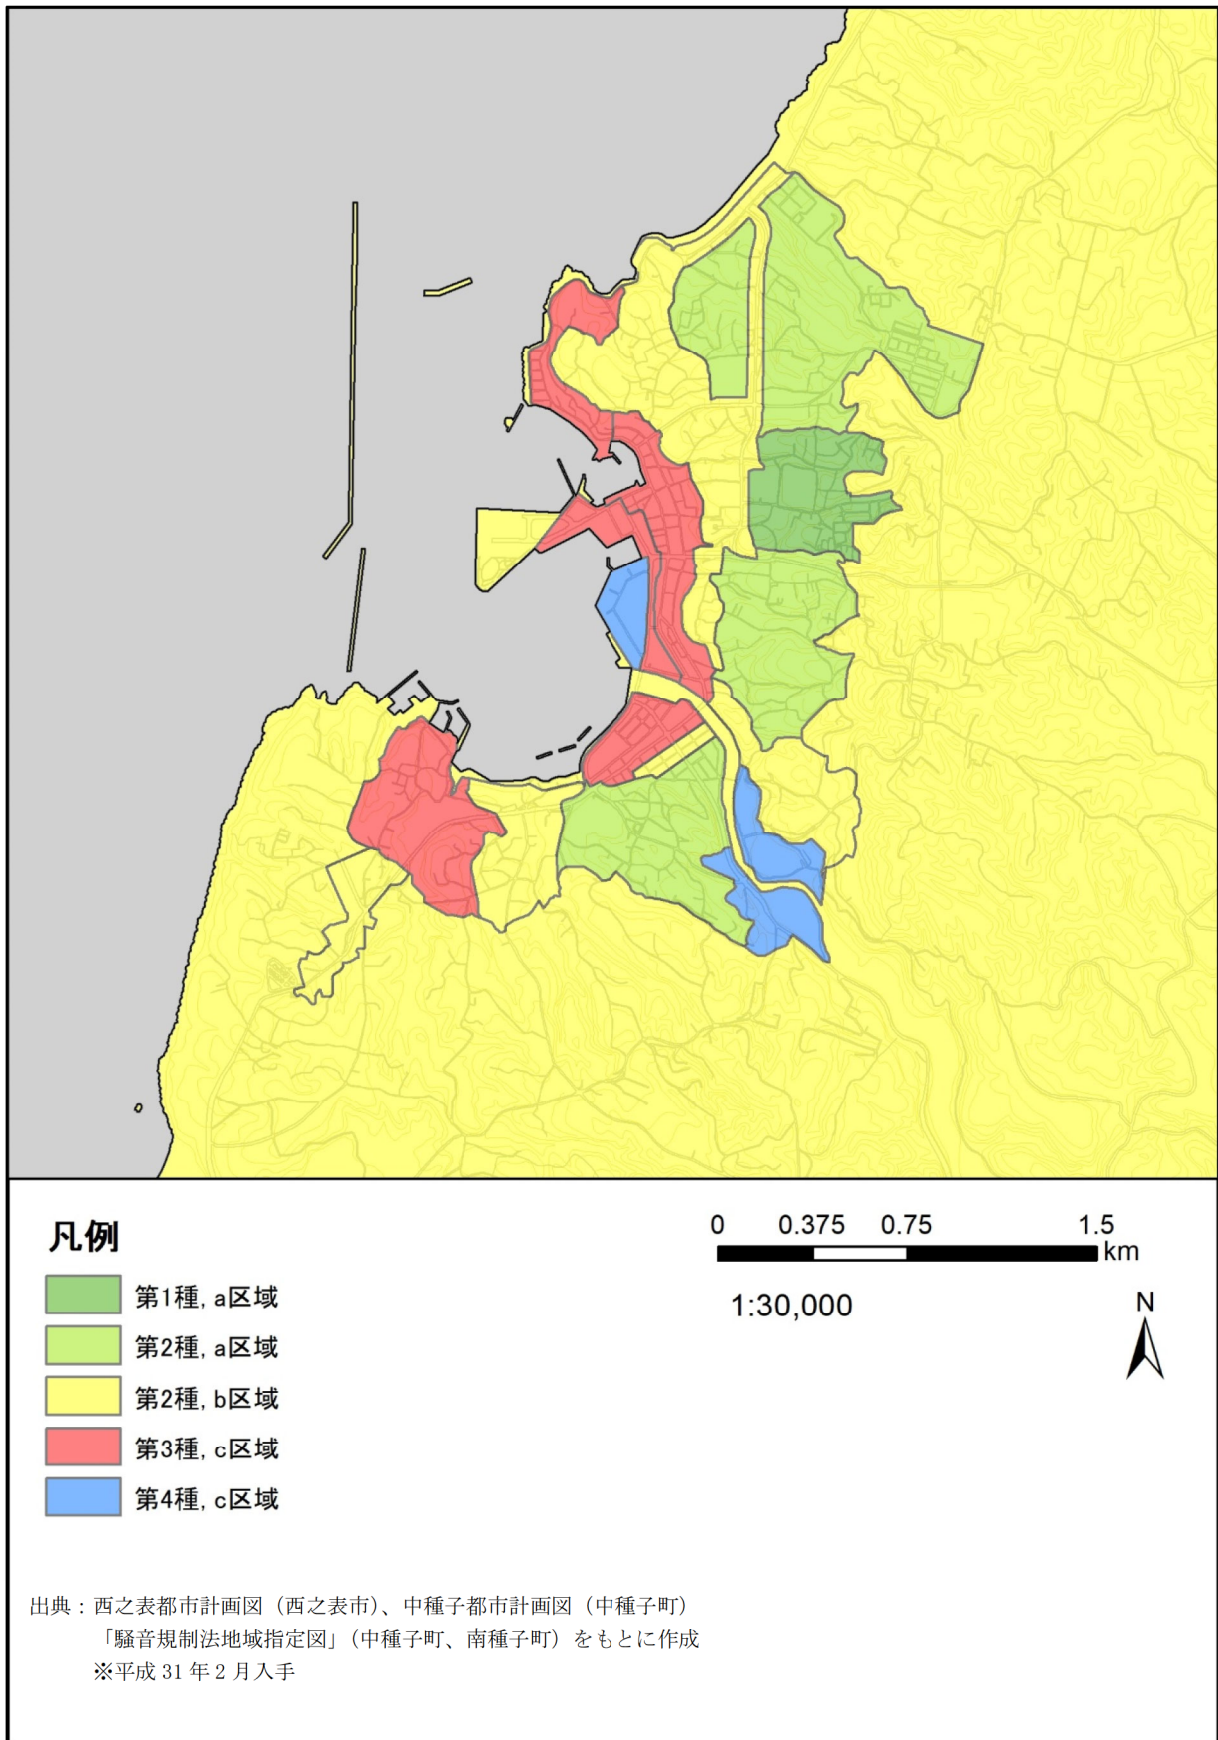 凡例
第1種, a区域
第2種, a区域
第2種, b区域
第3種, c区域
第4種, c区域
0 0.375 0.75 1.5
km
1:30,000
N
出典：西之表都市計画図（西之表市）、中種子都市計画図（中種子町）
「騒音規制法地域指定図」（中種子町、南種子町）をもとに作成
※平成 31 年 2 月入手